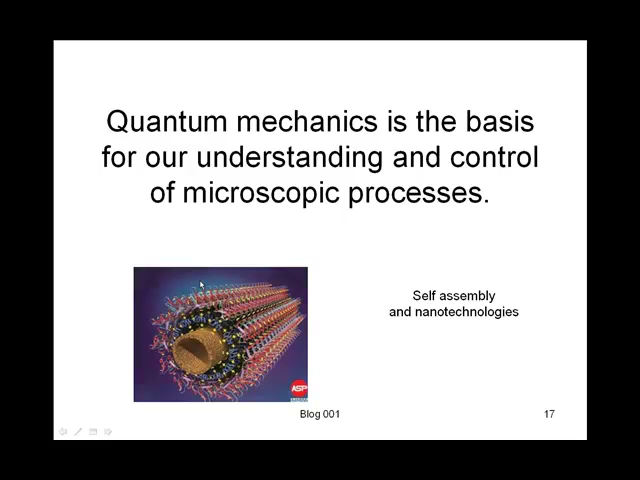 Quantum mechanics is the basis
for our understanding and control
of microscopic processes.
Self assembly
and nanotechnologies
ASP
Blog 001
17